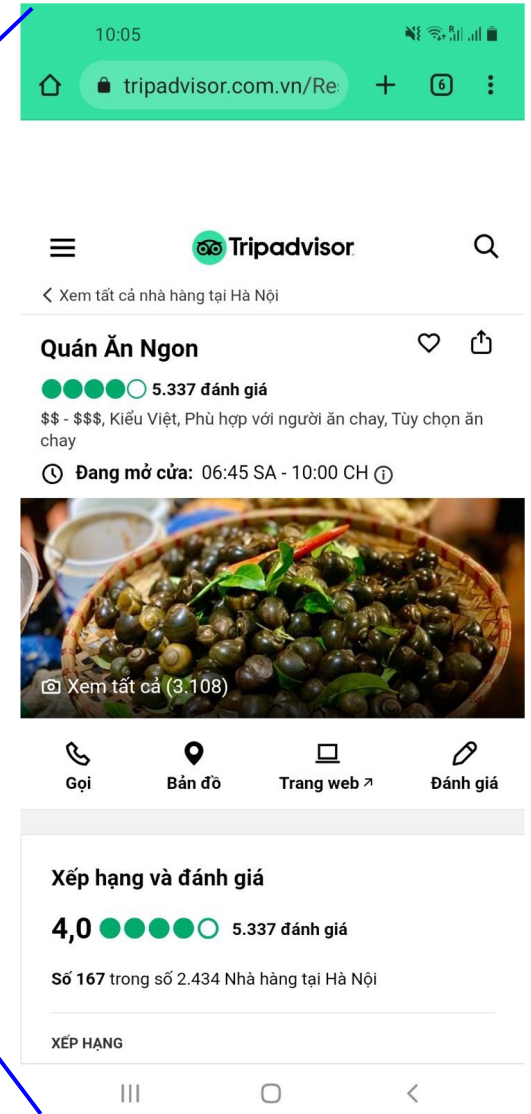 10:05
tripadvisor.com.vn/Re
6
Tripadvisor
Xem tất cả nhà hàng tại Hà Nội
Quán Ăn Ngon
5.337 đánh giá
$$ - $$$, Kiểu Việt, Phù hợp với người ăn chay, Tùy chọn ăn
chay
Đang mở cửa: 06:45 SA - 10:00 CH
Xem tất cả (3.108)
Gọi Bản đồ Trang web Đánh giá
Xếp hạng và đánh giá
4,0 5.337 đánh giá
Số 167 trong số 2.434 Nhà hàng tại Hà Nội
XẾP HẠNG